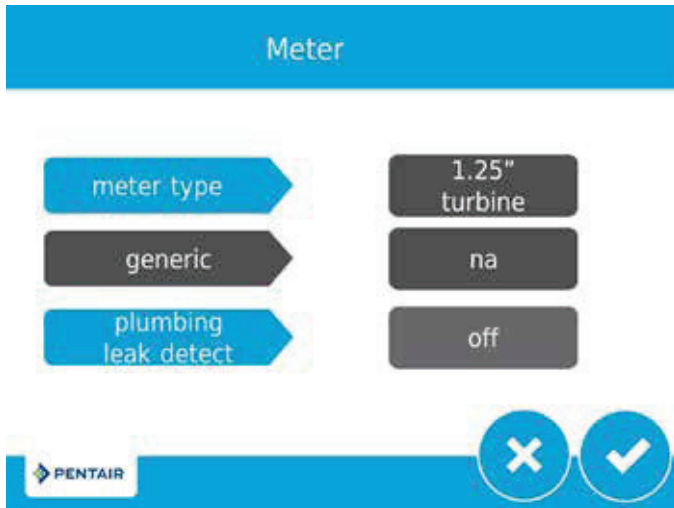 Meter
meter type
1.25"
turbine
generic
na
plumbing
leak detect
off
PENTAIR